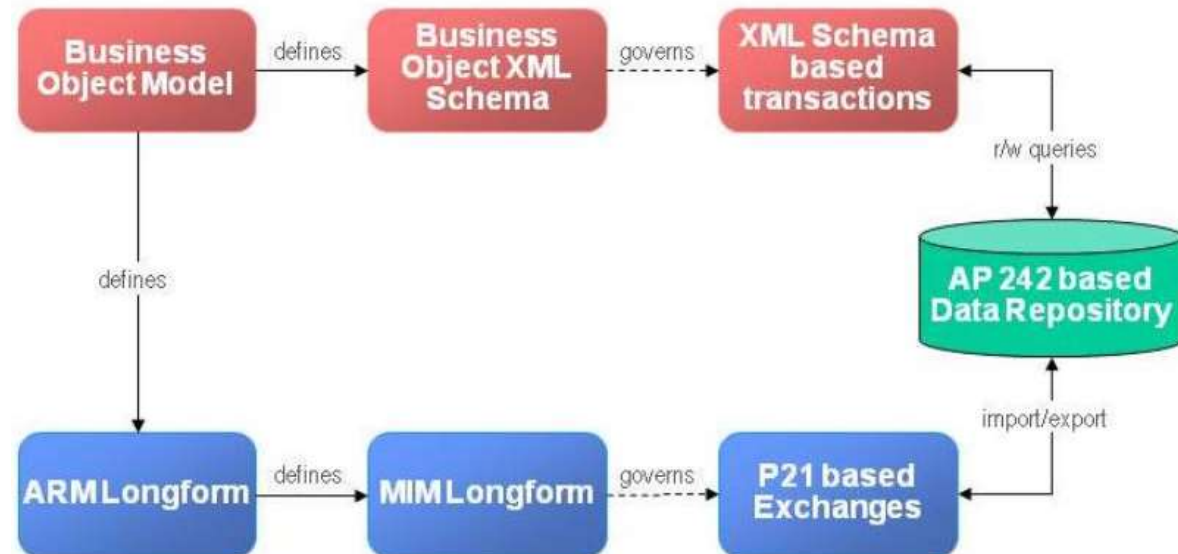 Business
Object Model
defines
Business
Object XML
Schema
governs
XML Schema
based
transactions
r/w queries
defines
AP 242 based
Data Repository
import/export
ARM Longform
defines
MIM Longform
governs
P21 based
Exchanges